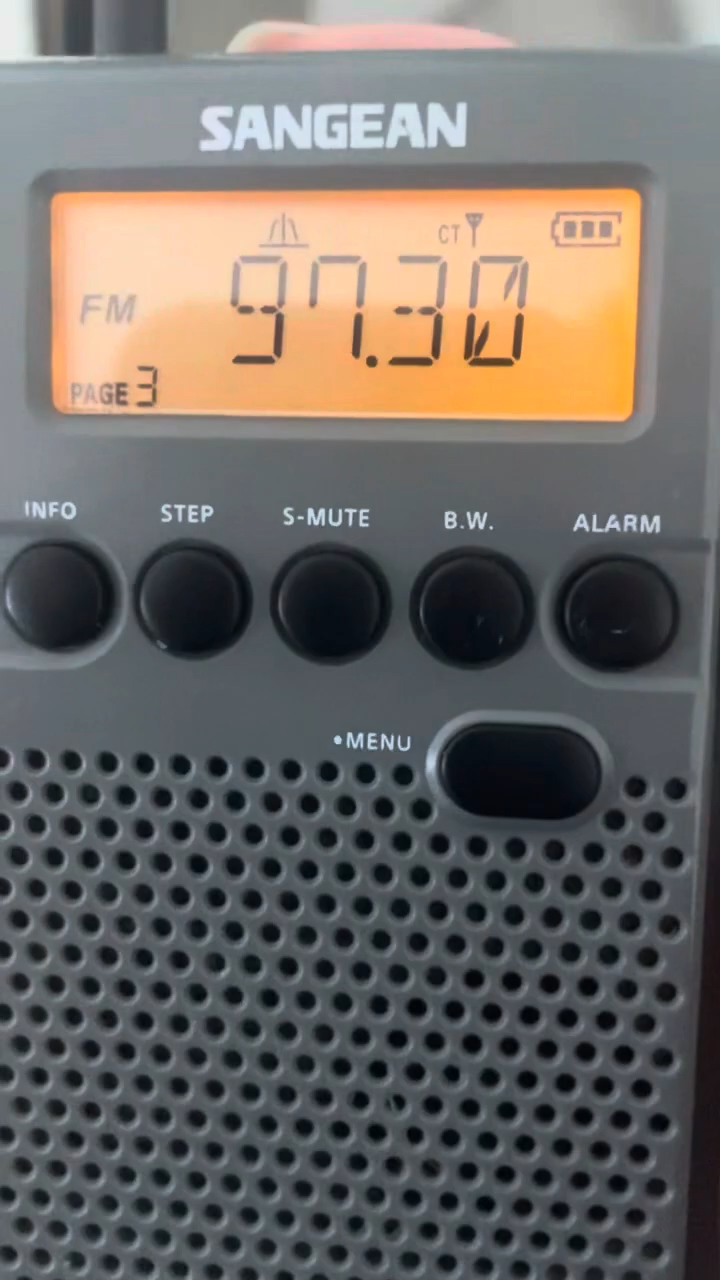 SANGEAN
CT
FM 97.30
PAGE 3
INFO STEP S-MUTE B.W. ALARM
•MENU